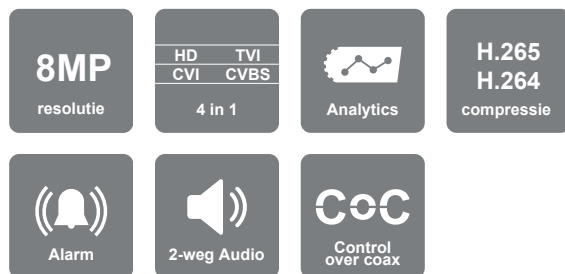 8MP
resolutie
HD TVI
CVI CVBS
4 in 1
Analytics
H.265
H.264
compressie
Alarm
2-weg Audio
CoC
Control
over coax